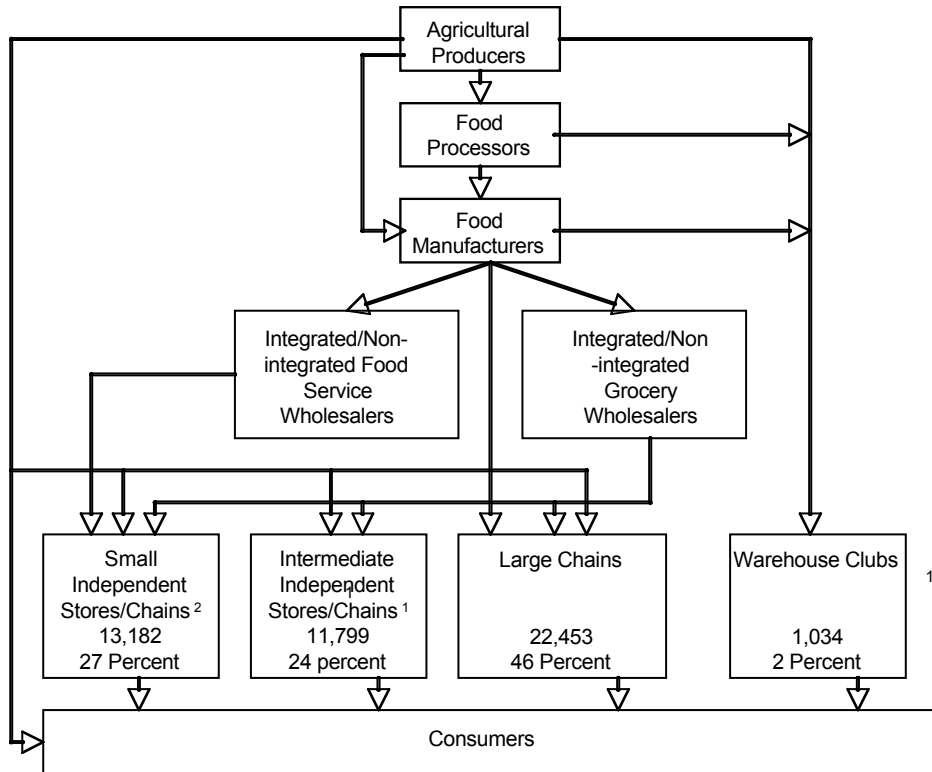 Agricultural
Producers
Food
Processors
Food
Manufacturers
Integrated/Non-
integrated Food
Service
Wholesalers
Integrated/Non
-integrated
Grocery
Wholesalers
Small
Independent
Stores/Chains 2
13,182
27 Percent
Intermediate
Independent
1
Stores/Chains 1
11,799
24 percent
Large Chains
22,453
46 Percent
Warehouse Clubs
1
1,034
2 Percent
Consumers